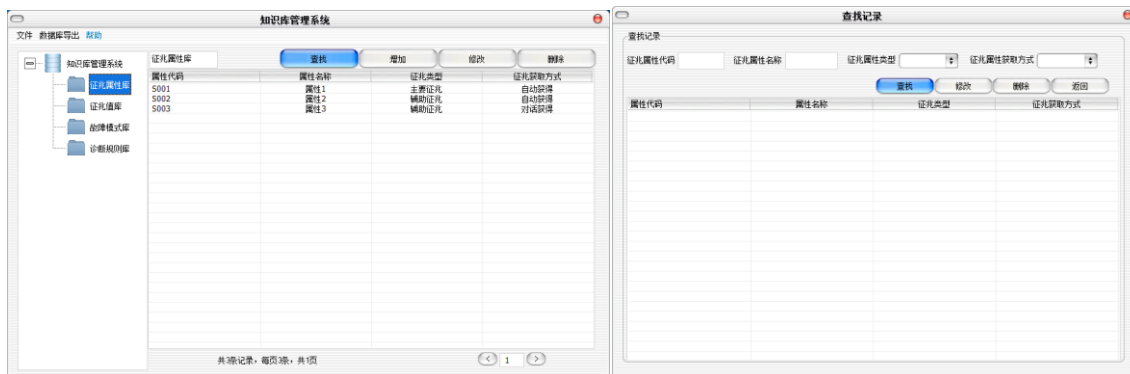 知识库管理系统
文件 数据库导出 帮助
知识库管理系统
征兆属性库
征兆值库
故障模式库
诊断规则库
征兆属性库 查找 增加 修改 删除
属性代码 属性名称 征兆类型 征兆获取方式
S001 属性1 主要征兆 自动获得
S002 属性2 辅助征兆 自动获得
S003 属性3 辅助征兆 对话获得
共3条记录，每页3条，共1页 1
查找记录
查找记录
征兆属性代码 征兆属性名称 征兆属性类型 征兆属性获取方式
查找 修改 删除 返回
属性代码 属性名称 征兆类型 征兆获取方式